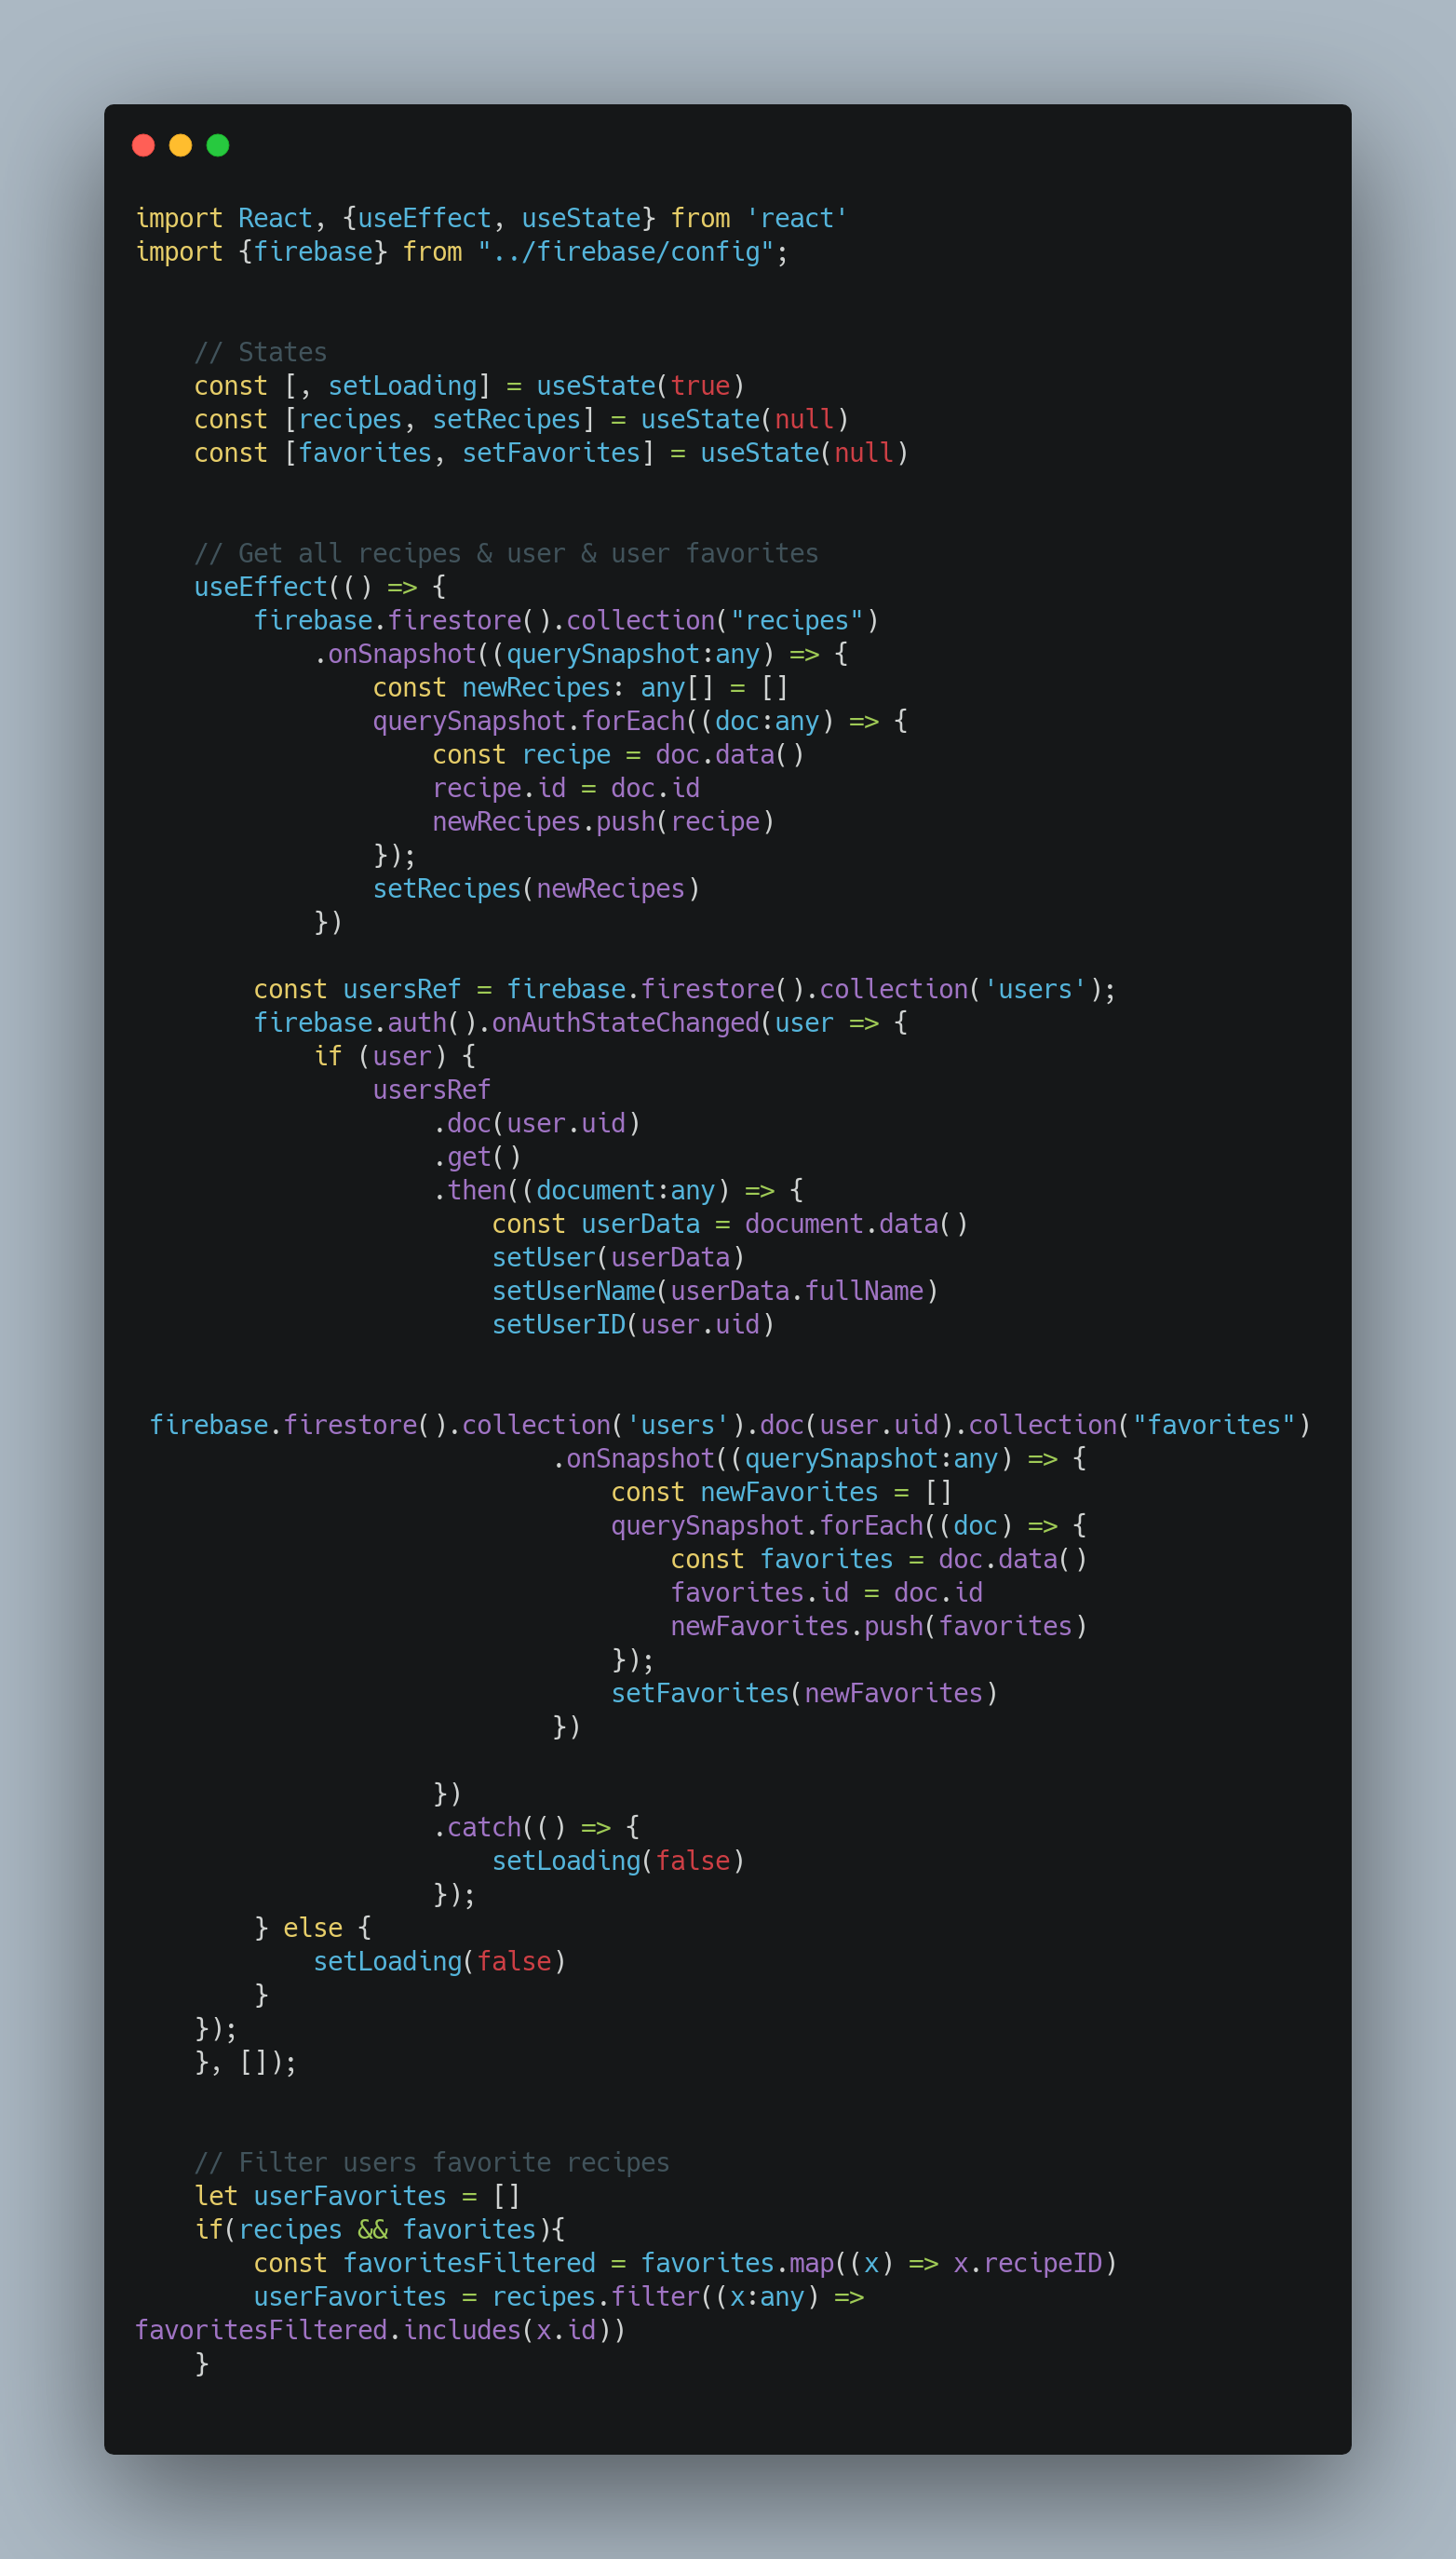 import React, {useEffect, useState} from 'react'
import {firebase} from "../firebase/config";
// States
const [, setLoading] = useState(true)
const [recipes, setRecipes] = useState(null)
const [favorites, setFavorites] = useState(null)
// Get all recipes & user & user favorites
useEffect(() => {
firebase.firestore().collection("recipes")
.onSnapshot((querySnapshot:any) => {
const newRecipes: any[] = []
querySnapshot.forEach((doc:any) => {
const recipe = doc.data()
recipe.id = doc.id
newRecipes.push(recipe)
});
setRecipes(newRecipes)
})
const usersRef = firebase.firestore().collection('users');
firebase.auth().onAuthStateChanged(user => {
if (user) {
usersRef
.doc(user.uid)
.get()
.then((document:any) => {
const userData = document.data()
setUser(userData)
setUserName(userData.fullName)
setUserID(user.uid)
firebase.firestore().collection('users').doc(user.uid).collection("favorites")
.onSnapshot((querySnapshot:any) => {
const newFavorites = []
querySnapshot.forEach((doc) => {
const favorites = doc.data()
favorites.id = doc.id
newFavorites.push(favorites)
});
setFavorites(newFavorites)
})
})
.catch(() => {
setLoading(false)
});
} else {
setLoading(false)
}
});
}, []);
// Filter users favorite recipes
let userFavorites = []
if(recipes && favorites){
const favoritesFiltered = favorites.map((x) => x.recipeID)
userFavorites = recipes.filter((x:any) =>
favoritesFiltered.includes(x.id))
}